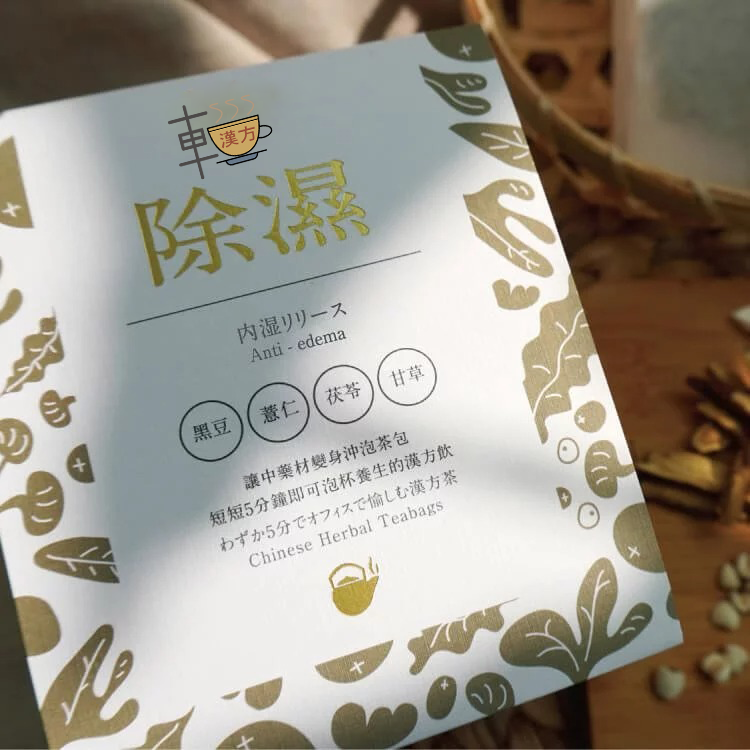 車
漢方
除濕
內湿リリース
Anti - edema
黑豆 薏仁 茯苓 甘草
讓中藥材變身沖泡茶包
短短5分鐘即可泡杯養生的漢方飲
わずか5分でオフィスで愉しむ漢方茶
Chinese Herbal Teabags